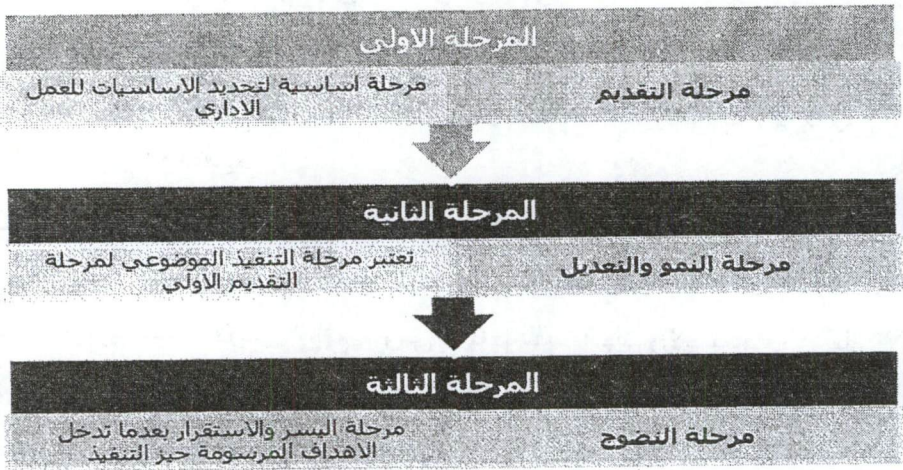 المرحلة الاولى
مرحلة التقديم
مرحلة اساسية لتحديد الاساسيات للعمل
الاداري
المرحلة الثانية
مرحلة النمو والتعديل
تعتبر مرحلة التنفيذ الموضوعي لمرحلة
التقديم الاولي
المرحلة الثالثة
مرحلة النضوج
مرحلة اليسر والاستقرار بعدما تدخل
الاهداف المرسومة حيز التنفيذ